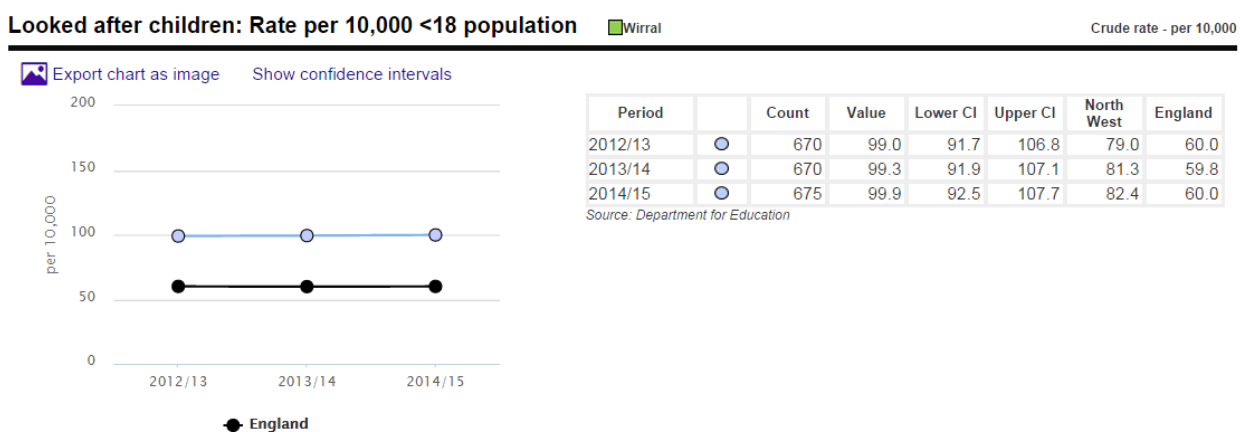 Looked after children: Rate per 10,000 <18 population Wirral Crude rate - per 10,000
Export chart as image Show confidence intervals
200
150
100
50
0
per 10,000
2012/13 2013/14 2014/15
England
Period Count Value Lower CI Upper CI North West England
2012/13 670 99.0 91.7 106.8 79.0 60.0
2013/14 670 99.3 91.9 107.1 81.3 59.8
2014/15 675 99.9 92.5 107.7 82.4 60.0
Source: Department for Education